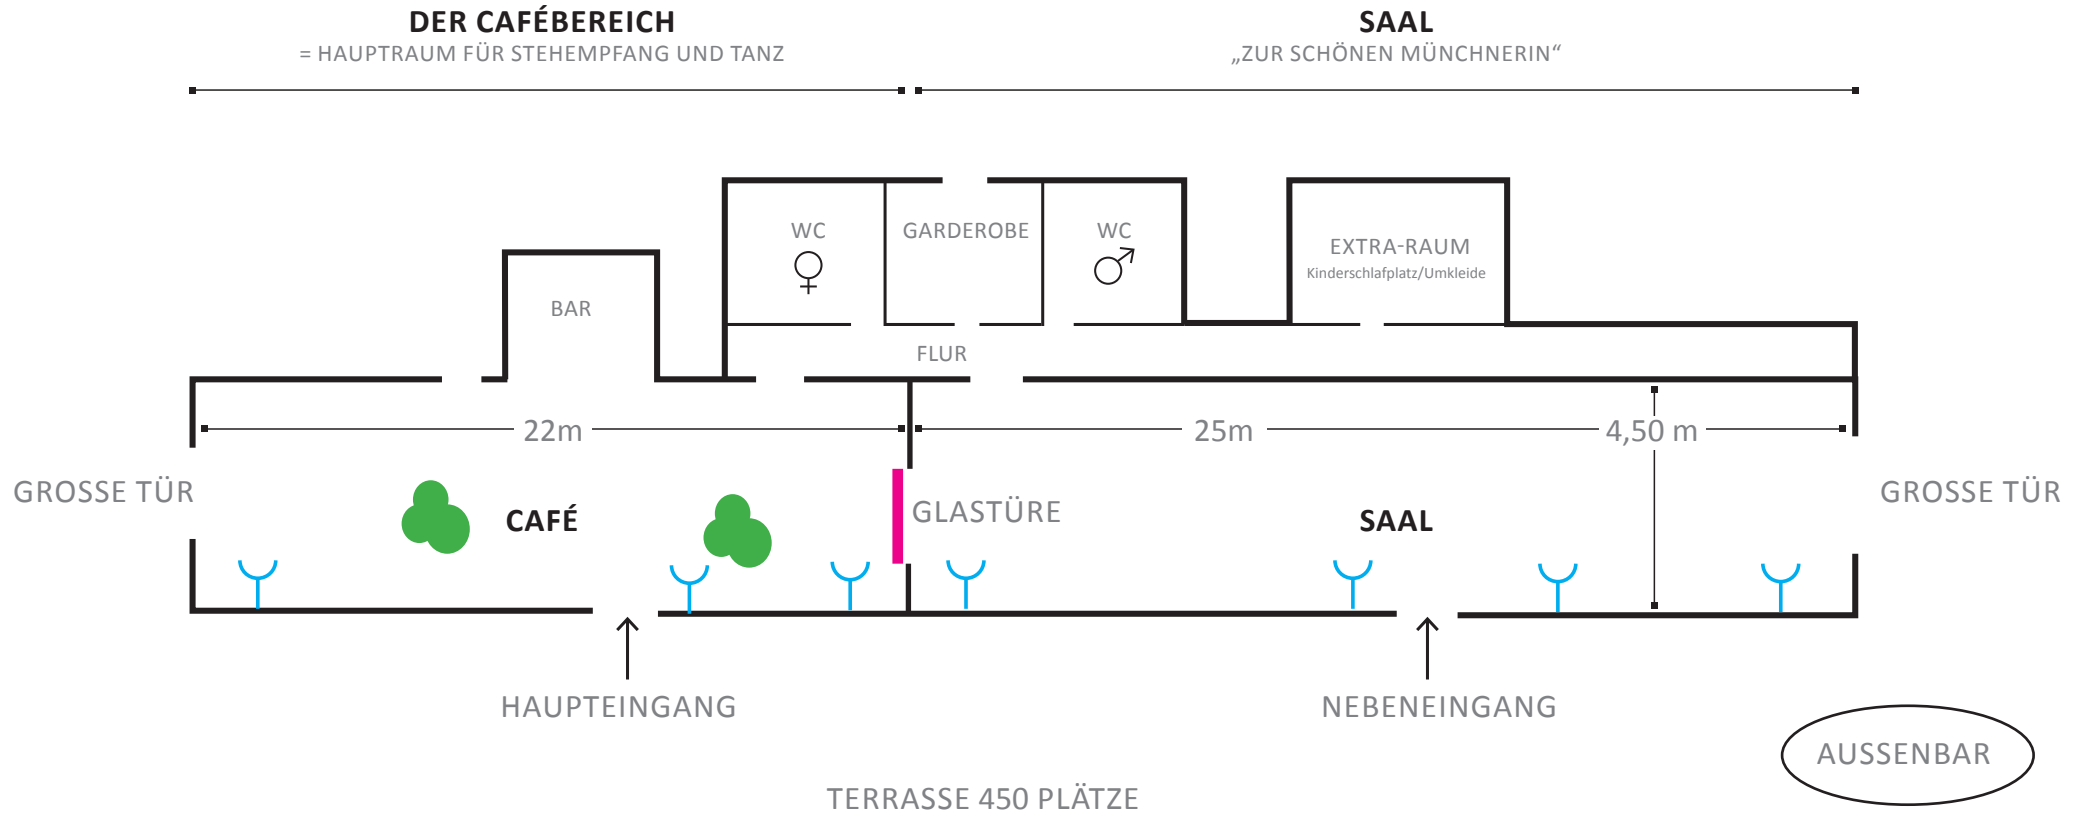 DER CAFÉBEREICH
= HAUPTRAUM FÜR STEHEMPFANG UND TANZ
SAAL
„ZUR SCHÖNEN MÜNCHNERIN“
WC
GARDEROBE
WC
EXTRA-RAUM
Kinderschlafplatz/Umkleide
BAR
FLUR
22m
25m
4,50 m
GROSSE TÜR
CAFÉ
GLASTÜRE
SAAL
GROSSE TÜR
HAUPTEINGANG
NEBENEINGANG
AUSSENBAR
TERRASSE 450 PLÄTZE